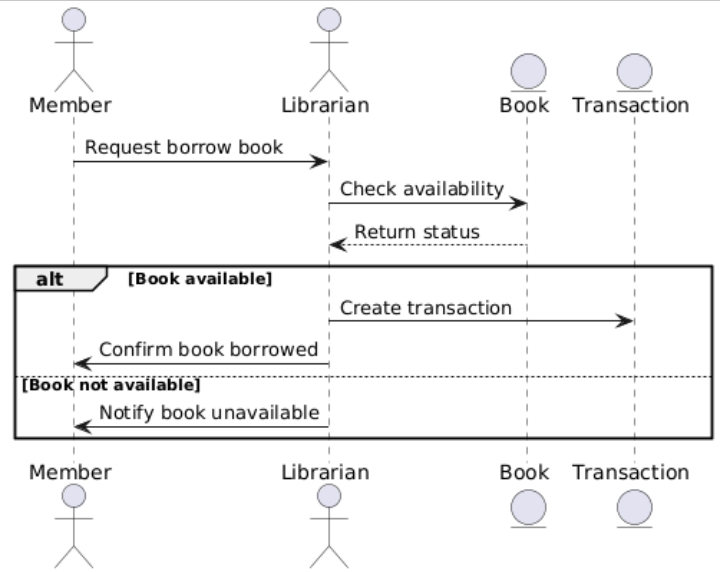 Member Librarian Book Transaction
Request borrow book
Check availability
Return status
alt [Book available]
Create transaction
Confirm book borrowed
[Book not available]
Notify book unavailable
Member Librarian Book Transaction